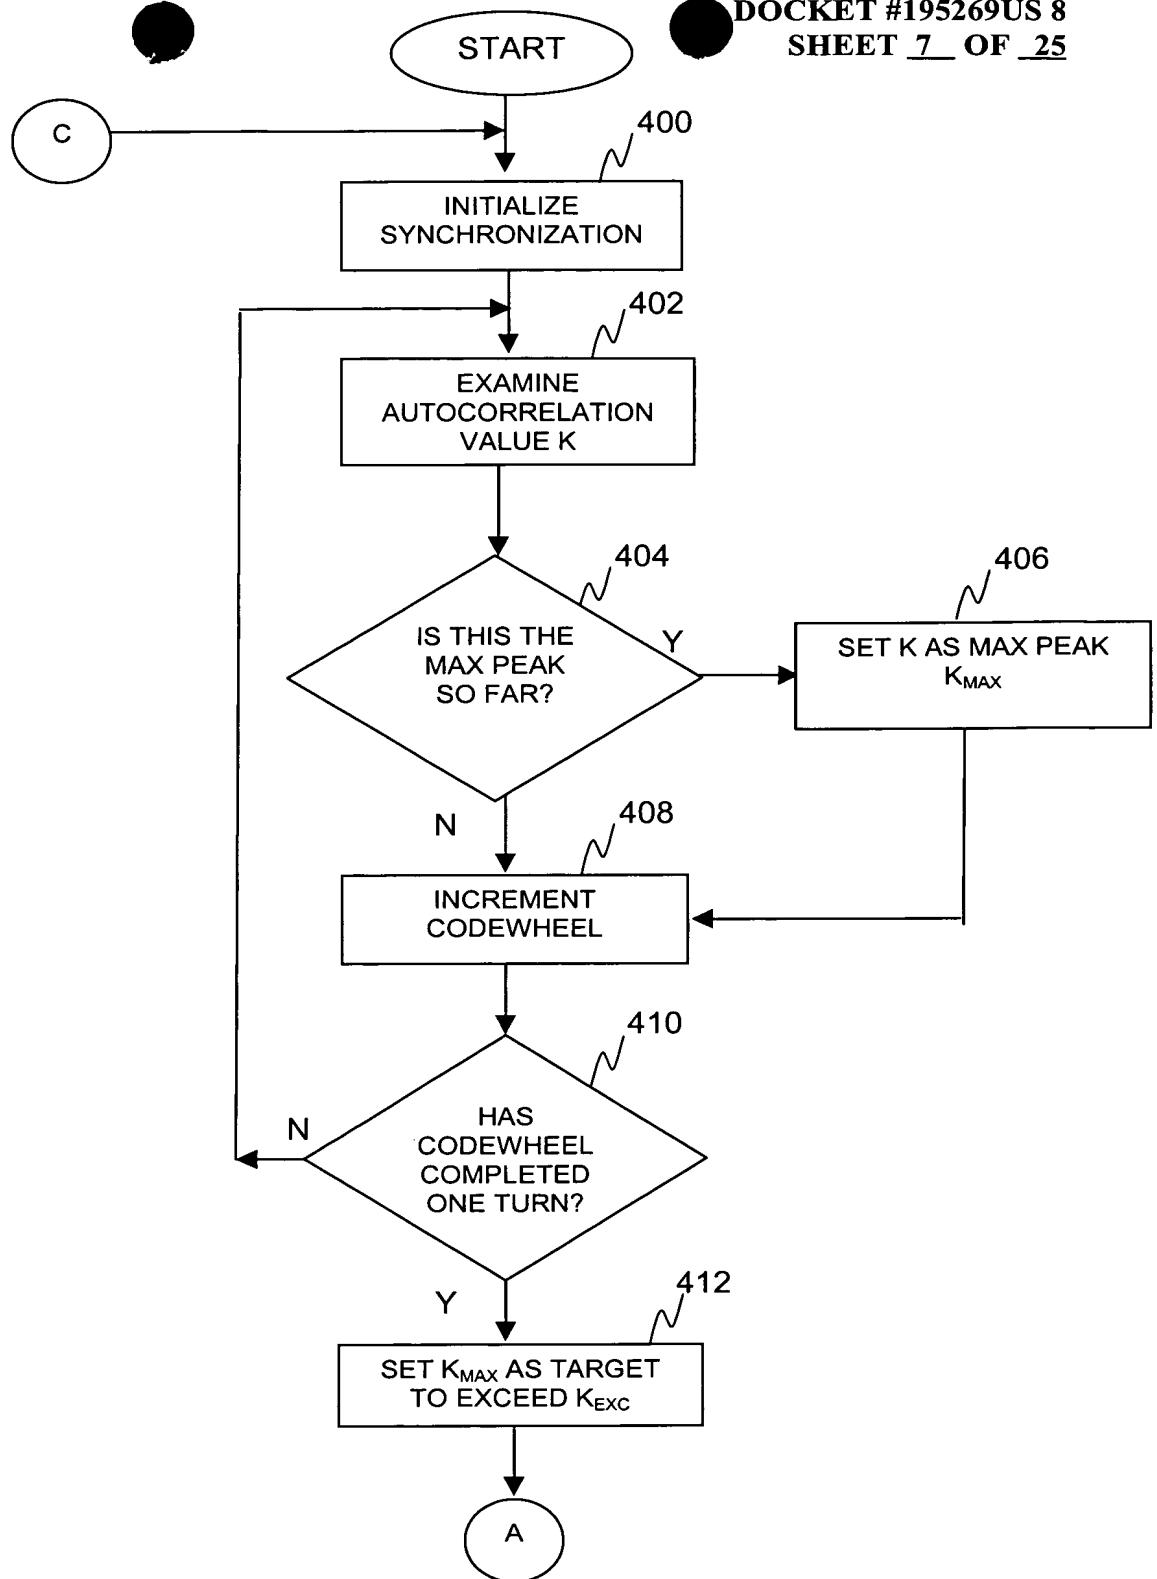 DOCKET #195269US 8
SHEET 7 OF 25
START
C
400
INITIALIZE
SYNCHRONIZATION
402
EXAMINE
AUTOCORRELATION
VALUE K
404
IS THIS THE
MAX PEAK
SO FAR?
Y
406
SET K AS MAX PEAK
KMAX
N
408
INCREMENT
CODEWHEEL
410
HAS
CODEWHEEL
COMPLETED
ONE TURN?
N
Y
412
SET KMAX AS TARGET
TO EXCEED KEXC
A